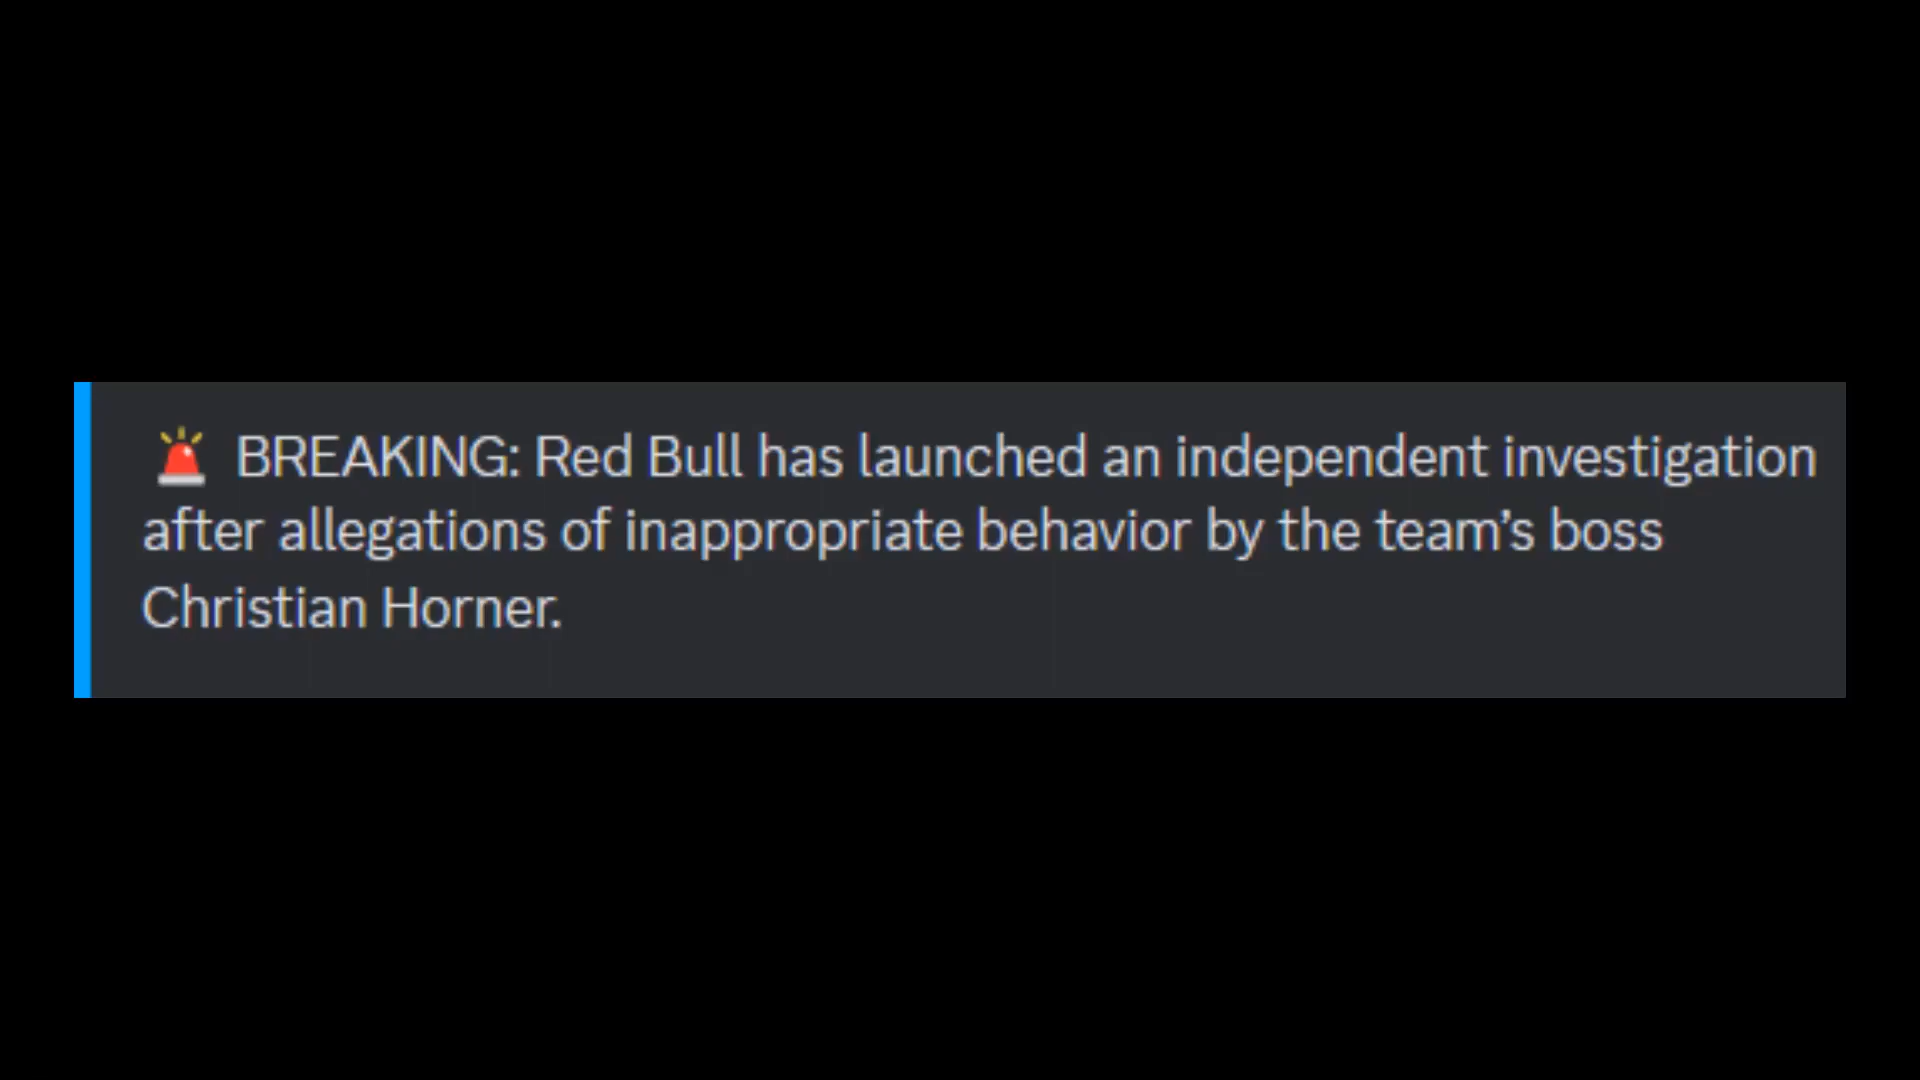 🚨 BREAKING: Red Bull has launched an independent investigation
after allegations of inappropriate behavior by the team’s boss
Christian Horner.